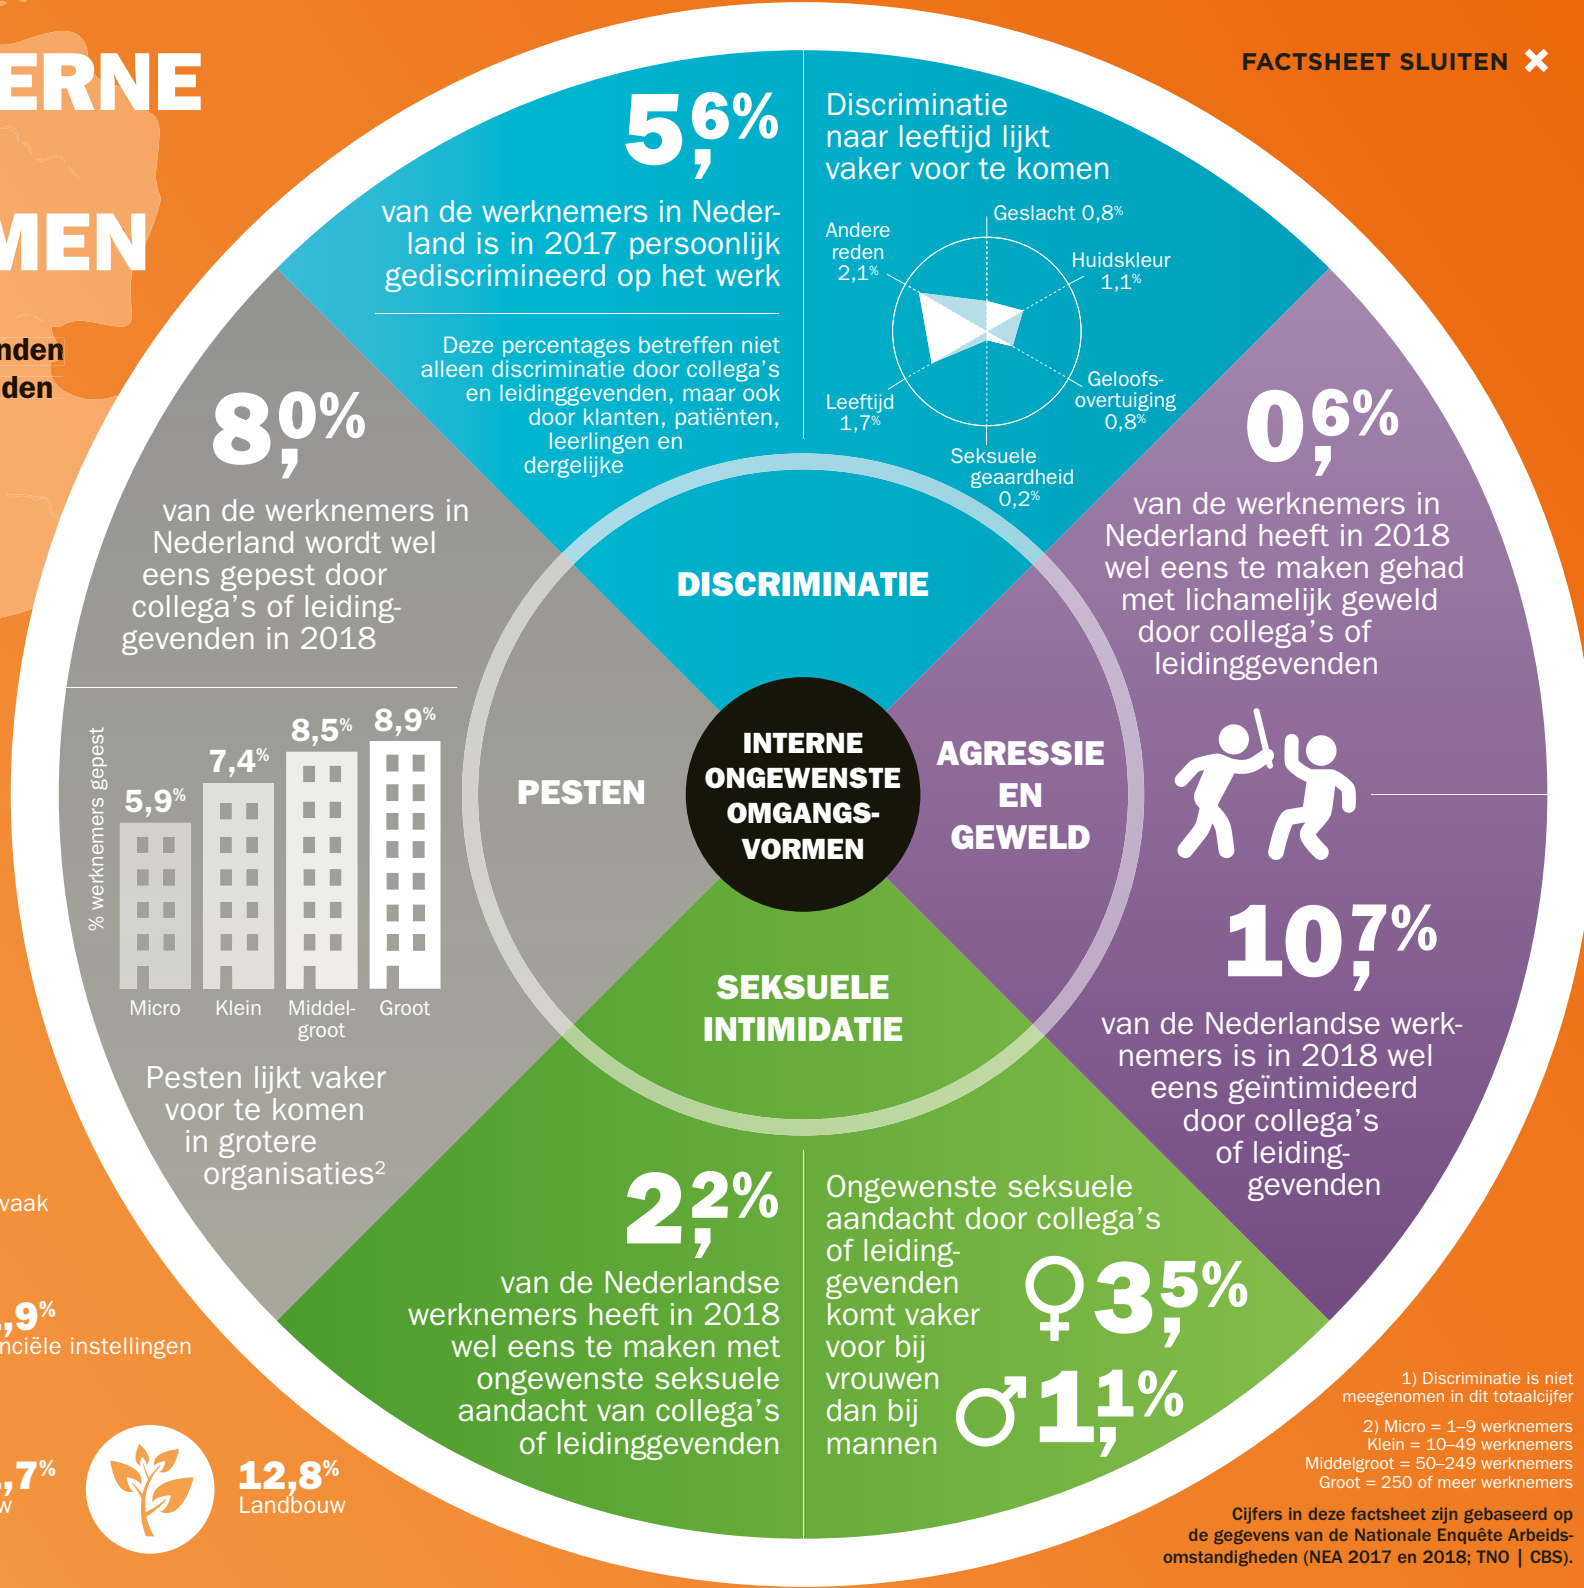 ERNE
MEN
nden
den
FACTSHEET SLUITEN
5,6%
van de werknemers in Neder-
land is in 2017 persoonlijk
gediscrimineerd op het werk
Deze percentages betreffen niet
alleen discriminatie door collega's
en leidinggevenden, maar ook
door klanten, patiënten,
leerlingen en
dergelijke
Discriminatie
naar leeftijd lijkt
vaker voor te komen
Geslacht 0,8%
Huidskleur
1,1%
Geloofs-
overtuiging
0,8%
Seksuele
geaardheid
0,2%
Leeftijd
1,7%
Andere
reden
2,1%
DISCRIMINATIE
8,0%
van de werknemers in
Nederland wordt wel
eens gepest door
collega's of leiding-
gevenden in 2018
% werknemers gepest
5,9%
7,4%
8,5%
8,9%
Micro
Klein
Middel-
groot
Groot
Pesten lijkt vaker
voor te komen
in grotere
organisaties2
PESTEN
INTERNE
ONGEWENSTE
OMGANGS-
VORMEN
AGRESSIE
EN
GEWELD
0,6%
van de werknemers in
Nederland heeft in 2018
wel eens te maken gehad
met lichamelijk geweld
door collega's of
leidinggevenden
10,7%
van de Nederlandse werk-
nemers is in 2018 wel
eens geïntimideerd
door collega's
of leiding-
gevenden
SEKSUELE
INTIMIDATIE
2,2%
van de Nederlandse
werknemers heeft in 2018
wel eens te maken met
ongewenste seksuele
aandacht van collega's
of leidinggevenden
Ongewenste seksuele
aandacht door collega's
of leiding-
gevenden
komt vaker
voor bij
vrouwen
dan bij
mannen
3,5%
1,1%
vaak
,9%
nciële instellingen
,7%
w
12,8%
Landbouw
1) Discriminatie is niet
meegenomen in dit totaalcijfer
2) Micro = 1–9 werknemers
Klein = 10–49 werknemers
Middelgroot = 50–249 werknemers
Groot = 250 of meer werknemers
Cijfers in deze factsheet zijn gebaseerd op
de gegevens van de Nationale Enquête Arbeids-
omstandigheden (NEA 2017 en 2018; TNO | CBS).